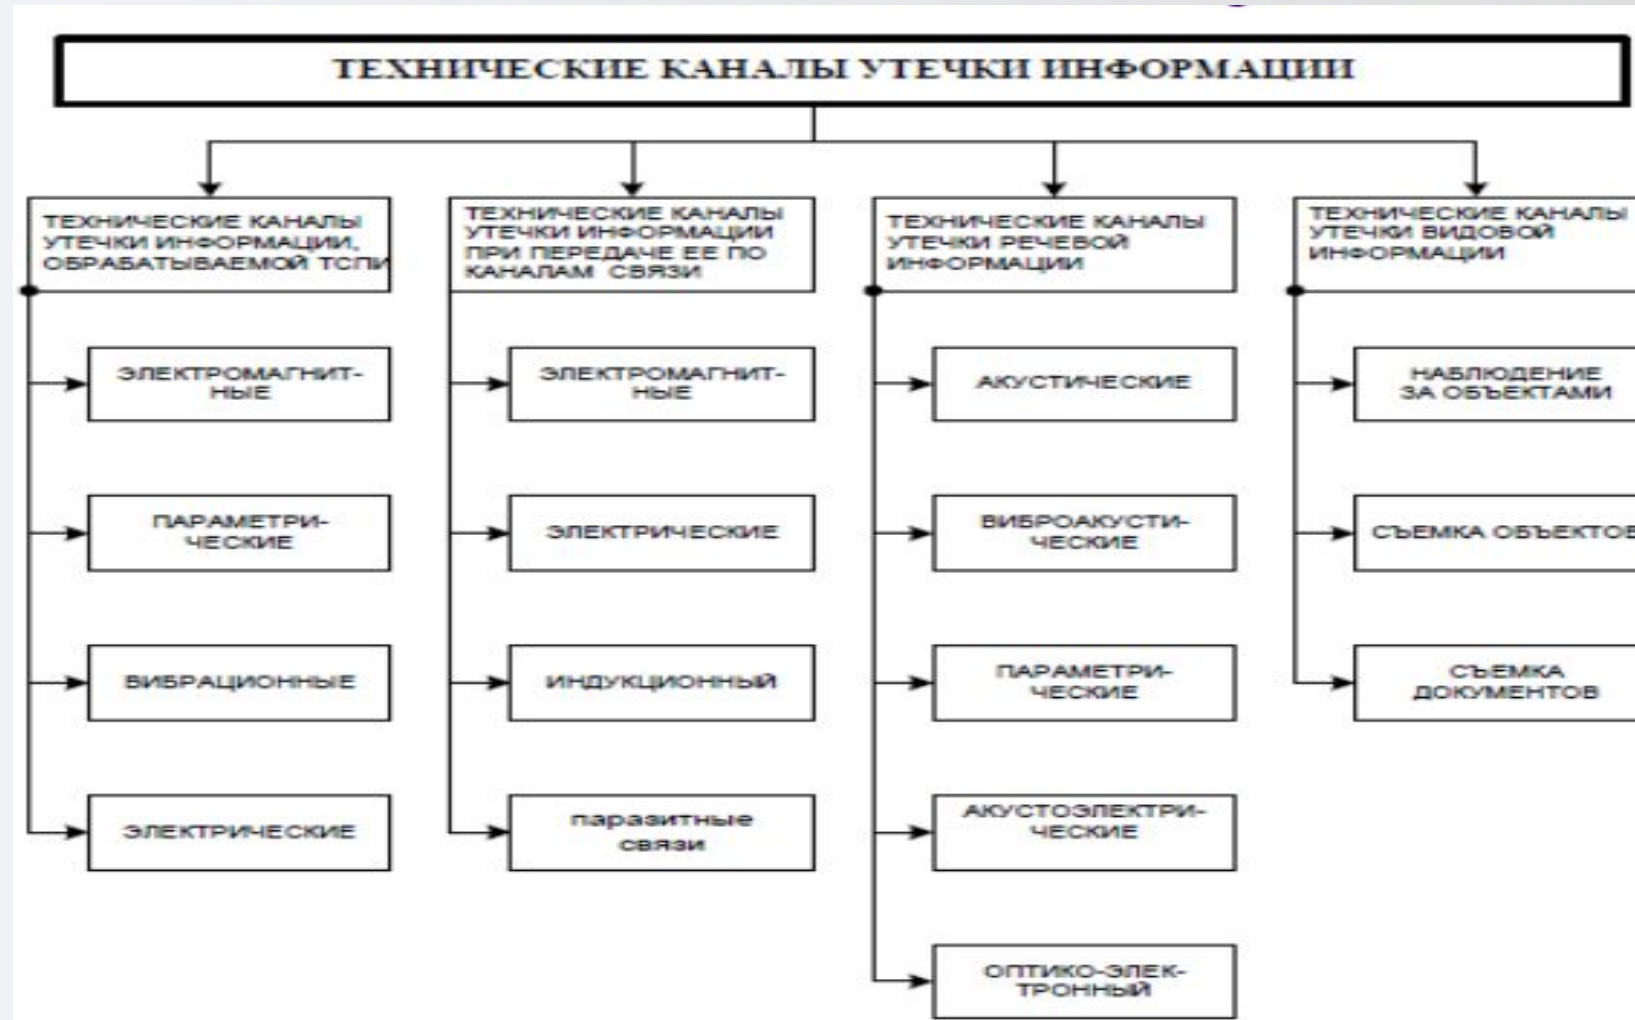 ТЕХНИЧЕСКИЕ КАНАЛЫ УТЕЧКИ ИНФОРМАЦИИ
ТЕХНИЧЕСКИЕ КАНАЛЫ
УТЕЧКИ ИНФОРМАЦИИ,
ОБРАБАТЫВАЕМОЙ ТСПИ
ЭЛЕКТРОМАГНИТ-
НЫЕ
ПАРАМЕТРИ-
ЧЕСКИЕ
ВИБРАЦИОННЫЕ
ЭЛЕКТРИЧЕСКИЕ
ТЕХНИЧЕСКИЕ КАНАЛЫ
УТЕЧКИ ИНФОРМАЦИИ
ПРИ ПЕРЕДАЧЕ ЕЕ ПО
КАНАЛАМ СВЯЗИ
ЭЛЕКТРОМАГНИТ-
НЫЕ
ЭЛЕКТРИЧЕСКИЕ
ИНДУКЦИОННЫЙ
паразитные
связи
ТЕХНИЧЕСКИЕ КАНАЛЫ
УТЕЧКИ РЕЧЕВОЙ
ИНФОРМАЦИИ
АКУСТИЧЕСКИЕ
ВИБРОАКУСТИ-
ЧЕСКИЕ
ПАРАМЕТРИ-
ЧЕСКИЕ
АКУСТОЭЛЕКТРИ-
ЧЕСКИЕ
ОПТИКО-ЭЛЕК-
ТРОННЫЙ
ТЕХНИЧЕСКИЕ КАНАЛЫ
УТЕЧКИ ВИДОВОЙ
ИНФОРМАЦИИ
НАБЛЮДЕНИЕ
ЗА ОБЪЕКТАМИ
СЪЕМКА ОБЪЕКТОВ
СЪЕМКА
ДОКУМЕНТОВ